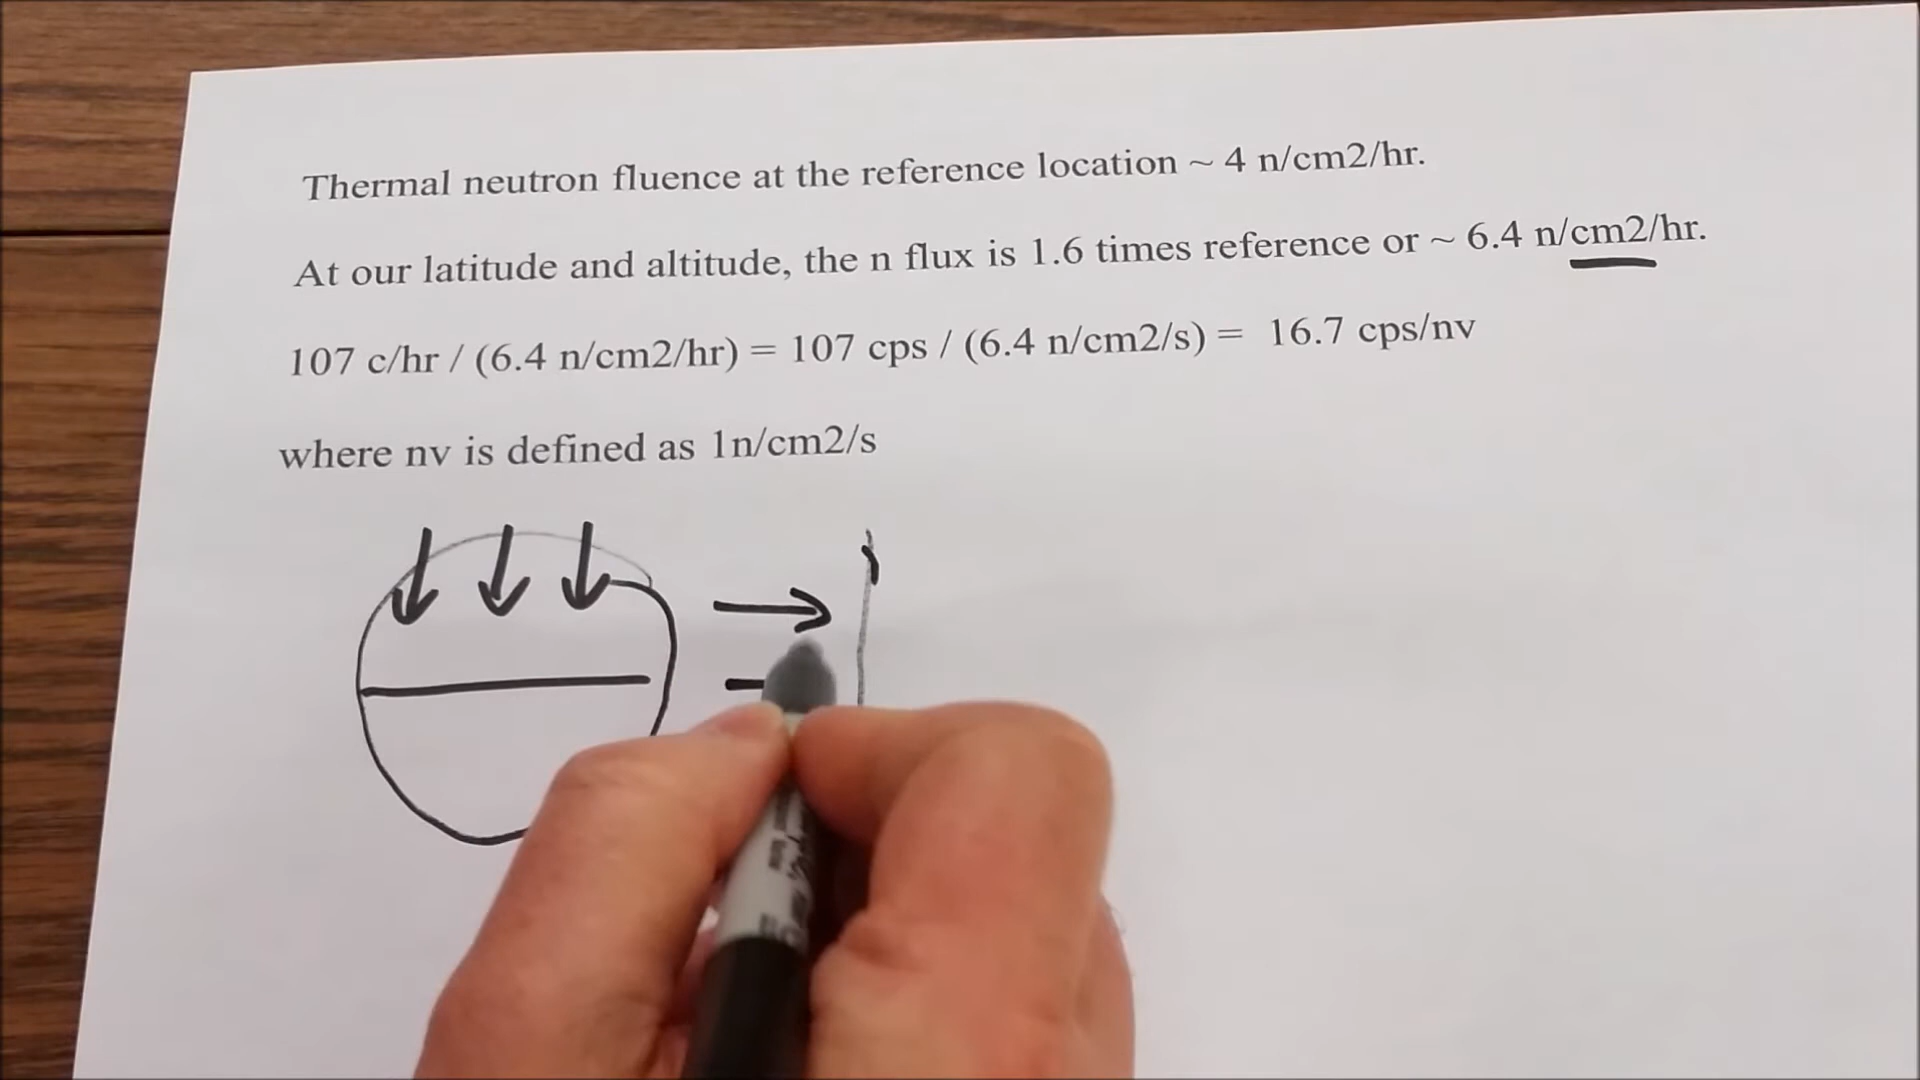 Thermal neutron fluence at the reference location ~ 4 n/cm2/hr.
At our latitude and altitude, the n flux is 1.6 times reference or ~ 6.4 n/cm2/hr.
107 c/hr / (6.4 n/cm2/hr) = 107 cps / (6.4 n/cm2/s) = 16.7 cps/nv
where nv is defined as 1n/cm2/s